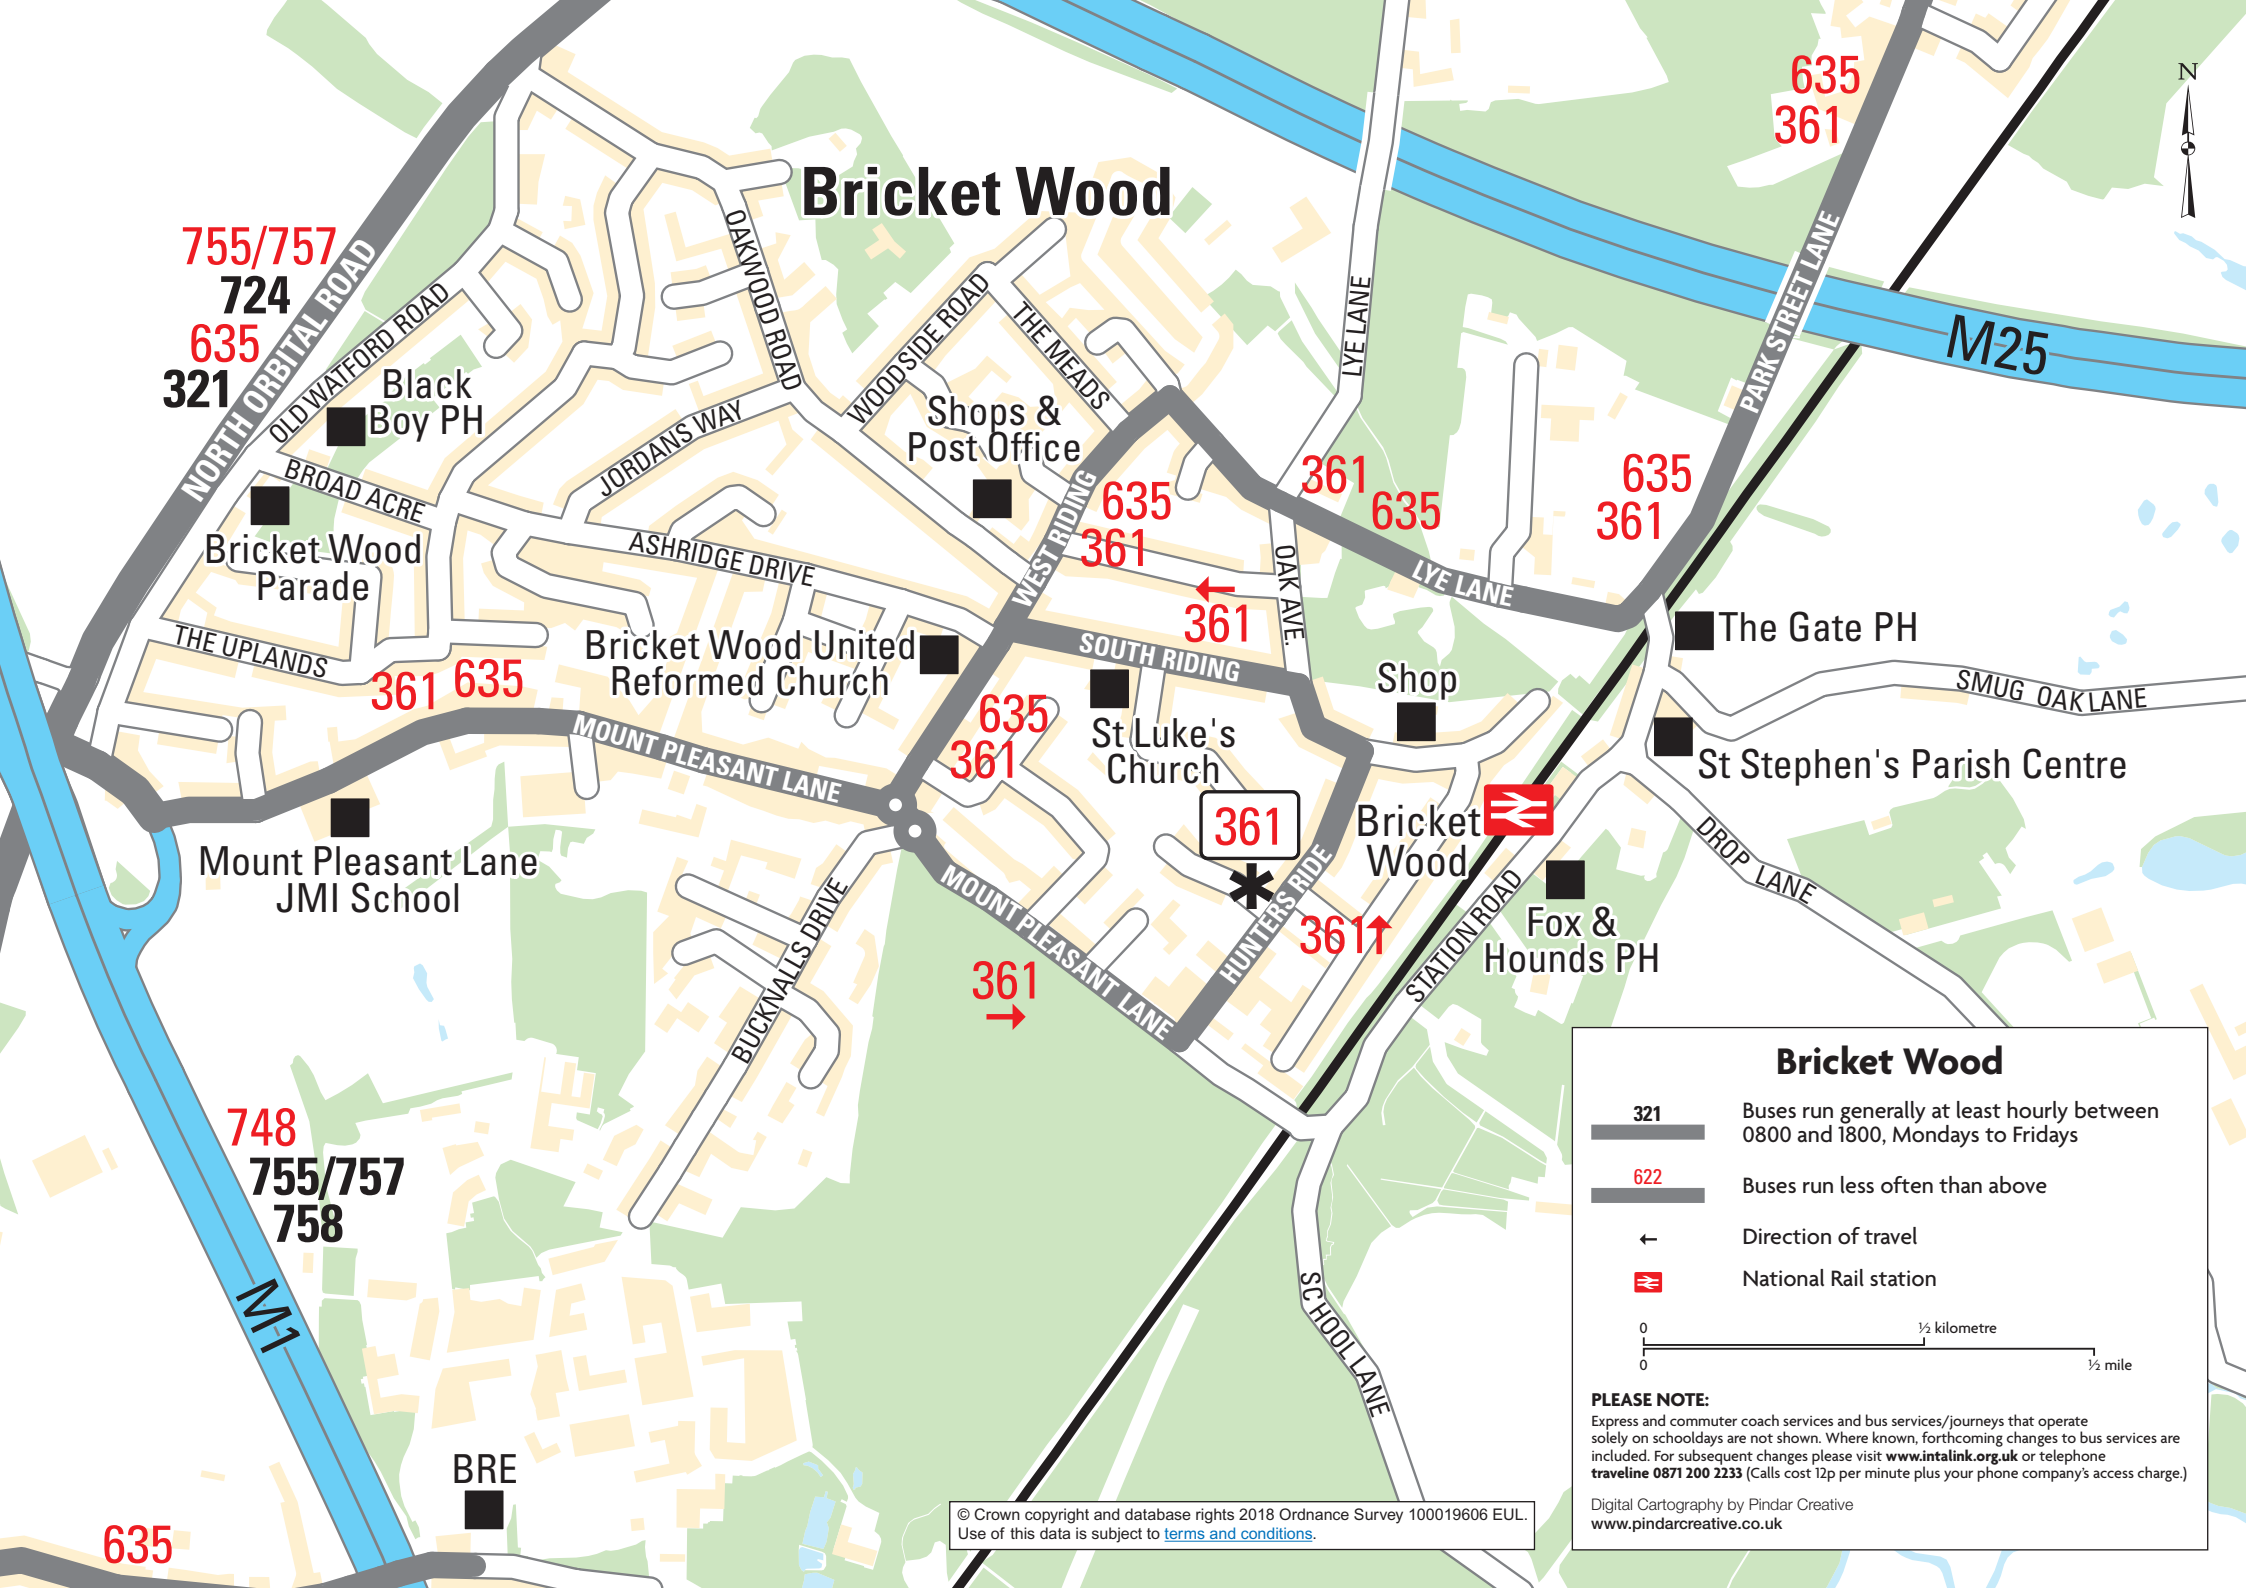 Bricket Wood
N
635
361
755/757
724
635
321
NORTH ORBITAL ROAD
OLD WATFORD ROAD
Black
Boy PH
BROAD ACRE
Bricket Wood
Parade
THE UPLANDS
OAKWOOD ROAD
JORDANS WAY
ASHRIDGE DRIVE
WOODSIDE ROAD
THE MEADS
Shops &
Post Office
WEST RIDING
635
361
LYE LANE
361
635
LYE LANE
635
361
PARK STREET LANE
M25
OAK AVE.
361
SOUTH RIDING
Bricket Wood United
Reformed Church
361 635
MOUNT PLEASANT LANE
Mount Pleasant Lane
JMI School
635
361
St Luke's
Church
Shop
The Gate PH
SMUG OAK LANE
St Stephen's Parish Centre
361
Bricket
Wood
HUNTERS RIDE
361
STATION ROAD
Fox &
Hounds PH
DROP LANE
BUCKNALLS DRIVE
MOUNT PLEASANT LANE
361
748
755/757
758
M1
SCHOOL LANE
BRE
635
Bricket Wood
321
Buses run generally at least hourly between
0800 and 1800, Mondays to Fridays
622
Buses run less often than above
Direction of travel
National Rail station
0 ½ kilometre
0 ½ mile
PLEASE NOTE:
Express and commuter coach services and bus services/journeys that operate
solely on schooldays are not shown. Where known, forthcoming changes to bus services are
included. For subsequent changes please visit www.intalink.org.uk or telephone
traveline 0871 200 2233 (Calls cost 12p per minute plus your phone company's access charge.)
Digital Cartography by Pindar Creative
www.pindarcreative.co.uk
© Crown copyright and database rights 2018 Ordnance Survey 100019606 EUL.
Use of this data is subject to terms and conditions.